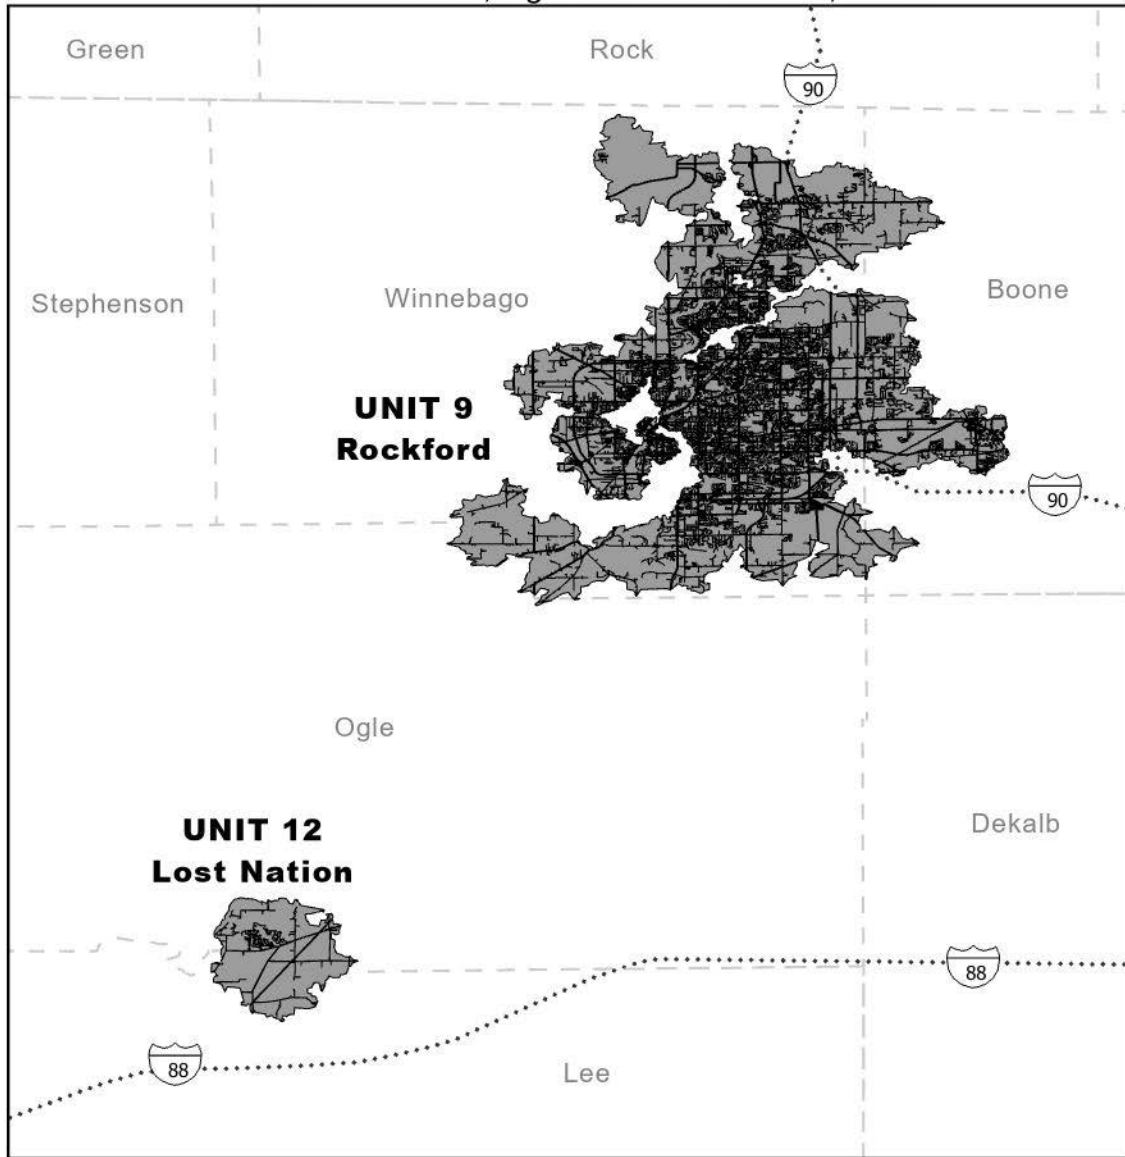 Green
Rock
90
Stephenson
Winnebago
Boone
UNIT 9
Rockford
90
Ogle
UNIT 12
Lost Nation
Dekalb
88
88
Lee